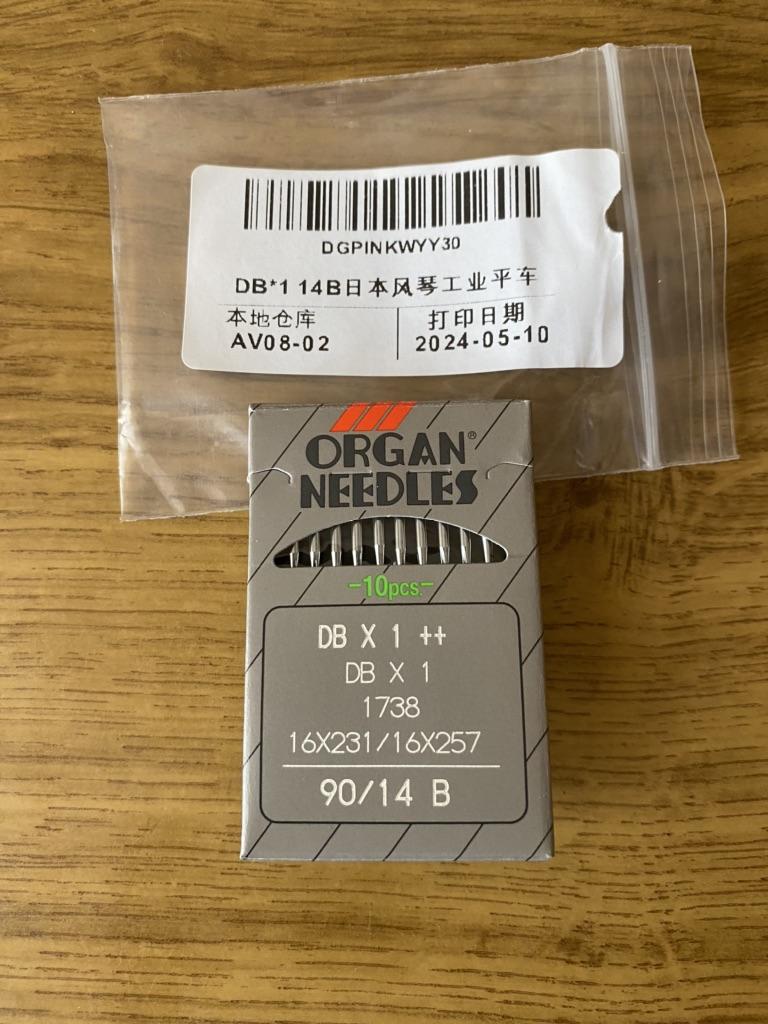 DGPINKWYY30
DB*1 14B日本风琴工业平车
本地仓库
AV08-02
打印日期
2024-05-10
ORGAN®
NEEDLES
-10pcs.-
DB X 1 ++
DB X 1
1738
16X231/16X257
90/14 B